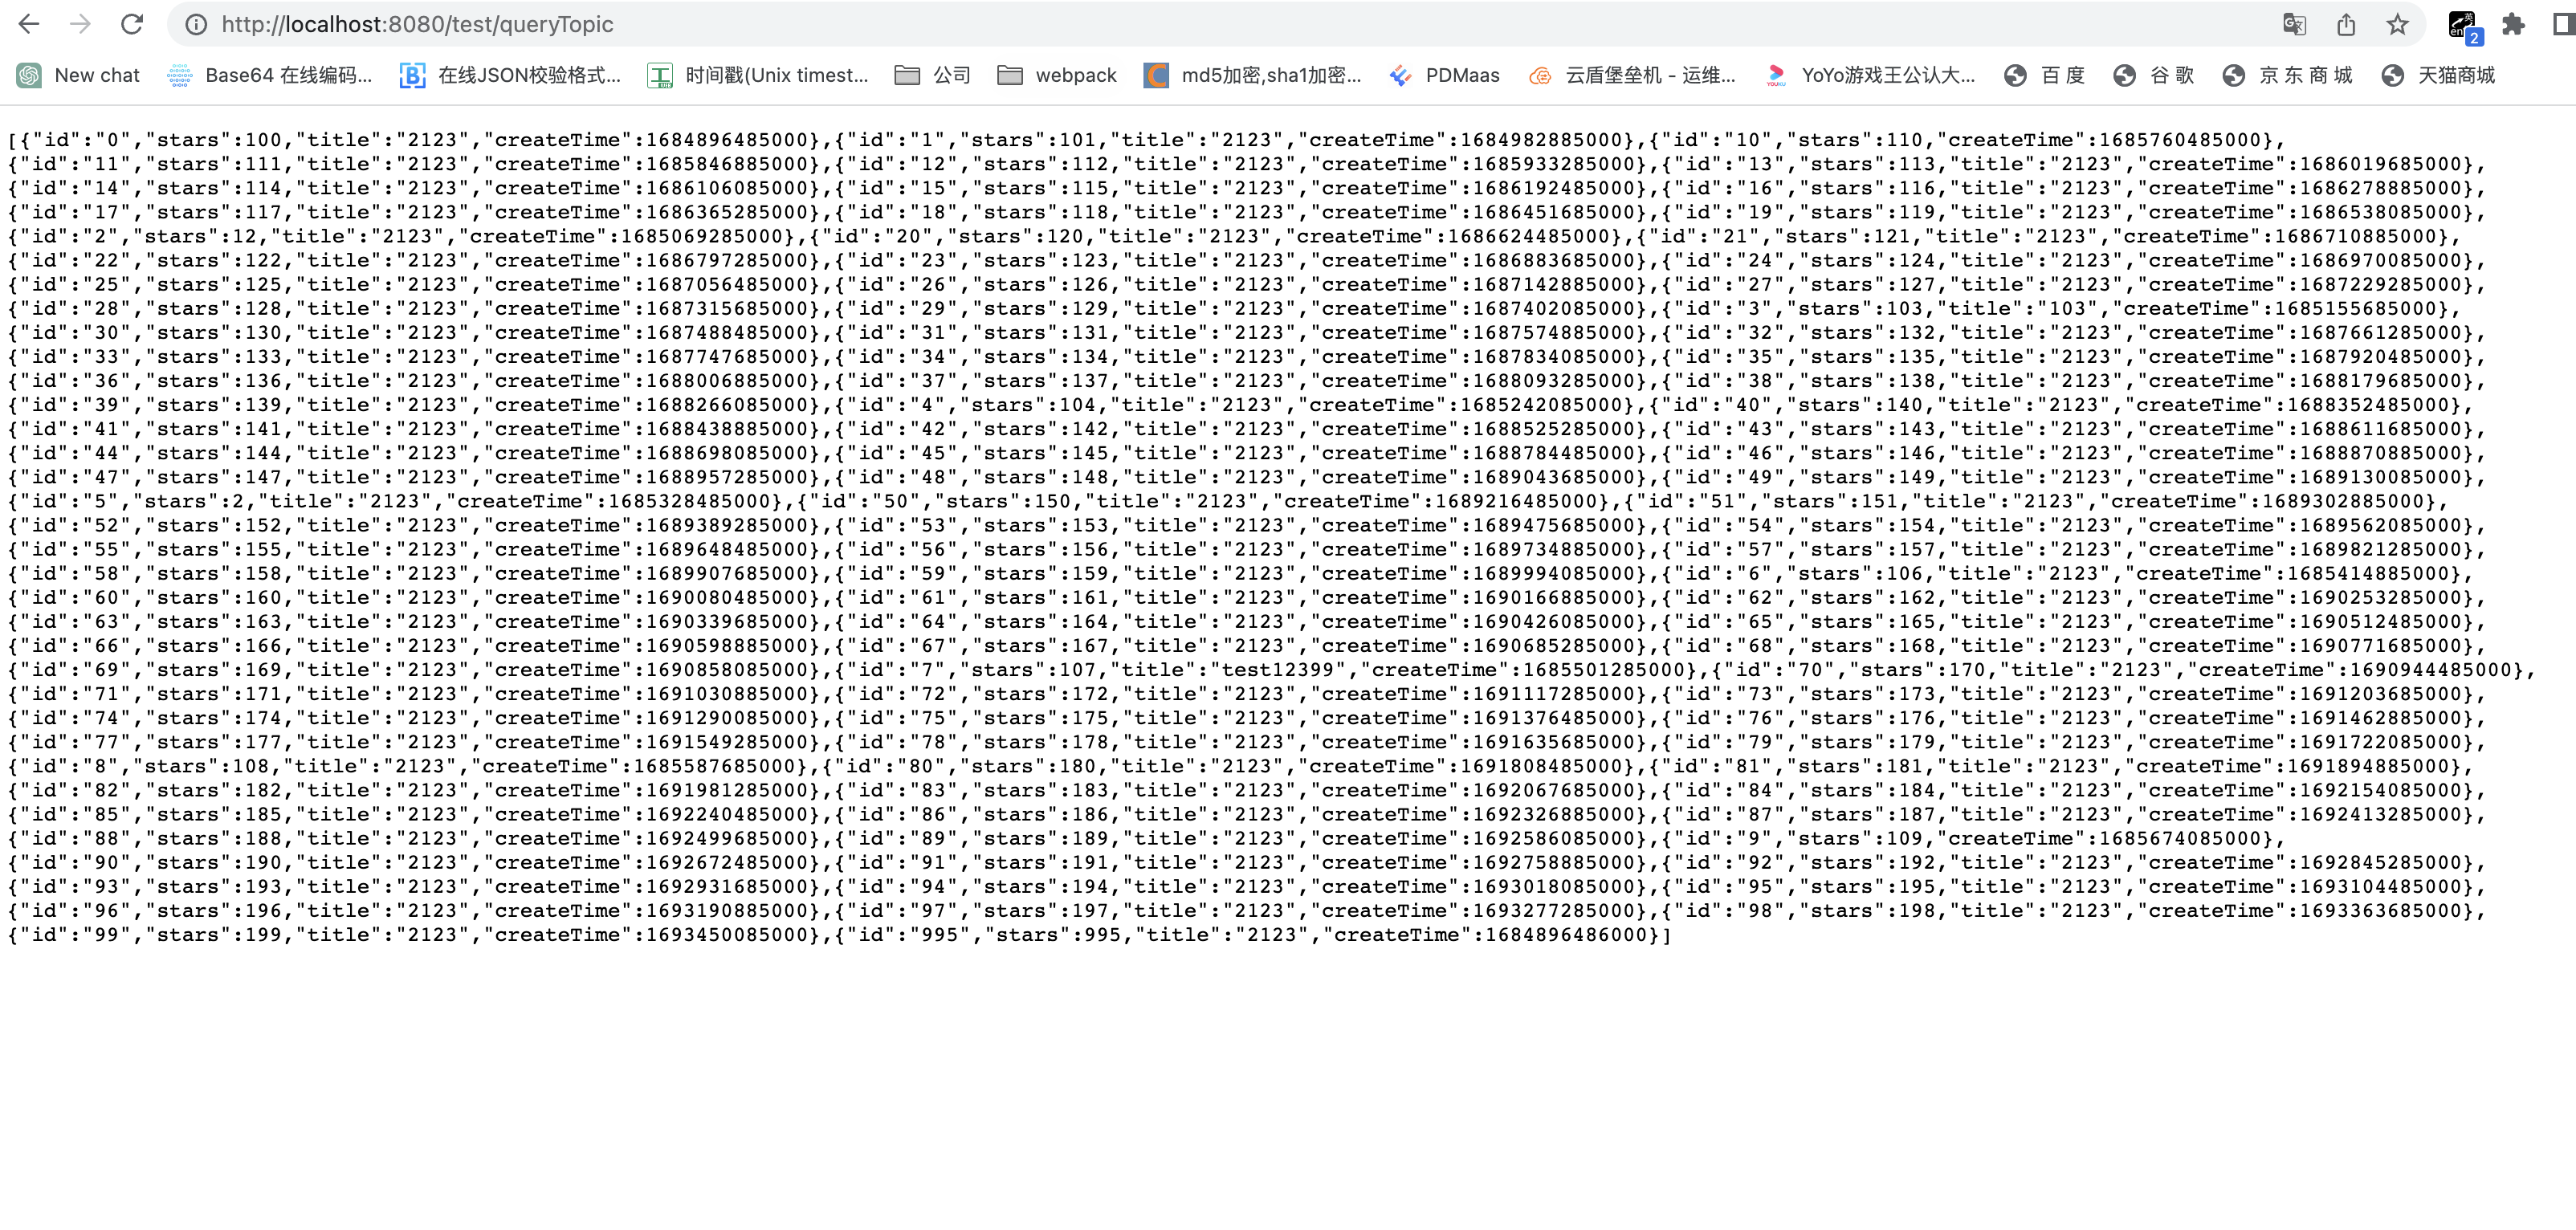 http://localhost:8080/test/queryTopic
2
New chat Base64 在线编码... 在线JSON校验格式... 时间戳(Unix timest... 公司 webpack md5加密,sha1加密... PDMaas 云盾堡垒机 - 运维... YoYo游戏王公认大... 百 度 谷 歌 京 东 商 城 天猫商城
[{"id":"0","stars":100,"title":"2123","createTime":1684896485000},{"id":"1","stars":101,"title":"2123","createTime":1684982885000},{"id":"10","stars":110,"createTime":1685760485000},
{"id":"11","stars":111,"title":"2123","createTime":1685846885000},{"id":"12","stars":112,"title":"2123","createTime":1685933285000},{"id":"13","stars":113,"title":"2123","createTime":1686019685000},
{"id":"14","stars":114,"title":"2123","createTime":1686106085000},{"id":"15","stars":115,"title":"2123","createTime":1686192485000},{"id":"16","stars":116,"title":"2123","createTime":1686278885000},
{"id":"17","stars":117,"title":"2123","createTime":1686365285000},{"id":"18","stars":118,"title":"2123","createTime":1686451685000},{"id":"19","stars":119,"title":"2123","createTime":1686538085000},
{"id":"2","stars":12,"title":"2123","createTime":1685069285000},{"id":"20","stars":120,"title":"2123","createTime":1686624485000},{"id":"21","stars":121,"title":"2123","createTime":1686710885000},
{"id":"22","stars":122,"title":"2123","createTime":1686797285000},{"id":"23","stars":123,"title":"2123","createTime":1686883685000},{"id":"24","stars":124,"title":"2123","createTime":1686970085000},
{"id":"25","stars":125,"title":"2123","createTime":1687056485000},{"id":"26","stars":126,"title":"2123","createTime":1687142885000},{"id":"27","stars":127,"title":"2123","createTime":1687229285000},
{"id":"28","stars":128,"title":"2123","createTime":1687315685000},{"id":"29","stars":129,"title":"2123","createTime":1687402085000},{"id":"3","stars":103,"title":"103","createTime":1685155685000},
{"id":"30","stars":130,"title":"2123","createTime":1687488485000},{"id":"31","stars":131,"title":"2123","createTime":1687574885000},{"id":"32","stars":132,"title":"2123","createTime":1687661285000},
{"id":"33","stars":133,"title":"2123","createTime":1687747685000},{"id":"34","stars":134,"title":"2123","createTime":1687834085000},{"id":"35","stars":135,"title":"2123","createTime":1687920485000},
{"id":"36","stars":136,"title":"2123","createTime":1688006885000},{"id":"37","stars":137,"title":"2123","createTime":1688093285000},{"id":"38","stars":138,"title":"2123","createTime":1688179685000},
{"id":"39","stars":139,"title":"2123","createTime":1688266085000},{"id":"4","stars":104,"title":"2123","createTime":1685242085000},{"id":"40","stars":140,"title":"2123","createTime":1688352485000},
{"id":"41","stars":141,"title":"2123","createTime":1688438885000},{"id":"42","stars":142,"title":"2123","createTime":1688525285000},{"id":"43","stars":143,"title":"2123","createTime":1688611685000},
{"id":"44","stars":144,"title":"2123","createTime":1688698085000},{"id":"45","stars":145,"title":"2123","createTime":1688784485000},{"id":"46","stars":146,"title":"2123","createTime":1688870885000},
{"id":"47","stars":147,"title":"2123","createTime":1688957285000},{"id":"48","stars":148,"title":"2123","createTime":1689043685000},{"id":"49","stars":149,"title":"2123","createTime":1689130085000},
{"id":"5","stars":2,"title":"2123","createTime":1685328485000},{"id":"50","stars":150,"title":"2123","createTime":1689216485000},{"id":"51","stars":151,"title":"2123","createTime":1689302885000},
{"id":"52","stars":152,"title":"2123","createTime":1689389285000},{"id":"53","stars":153,"title":"2123","createTime":1689475685000},{"id":"54","stars":154,"title":"2123","createTime":1689562085000},
{"id":"55","stars":155,"title":"2123","createTime":1689648485000},{"id":"56","stars":156,"title":"2123","createTime":1689734885000},{"id":"57","stars":157,"title":"2123","createTime":1689821285000},
{"id":"58","stars":158,"title":"2123","createTime":1689907685000},{"id":"59","stars":159,"title":"2123","createTime":1689994085000},{"id":"6","stars":106,"title":"2123","createTime":1685414885000},
{"id":"60","stars":160,"title":"2123","createTime":1690080485000},{"id":"61","stars":161,"title":"2123","createTime":1690166885000},{"id":"62","stars":162,"title":"2123","createTime":1690253285000},
{"id":"63","stars":163,"title":"2123","createTime":1690339685000},{"id":"64","stars":164,"title":"2123","createTime":1690426085000},{"id":"65","stars":165,"title":"2123","createTime":1690512485000},
{"id":"66","stars":166,"title":"2123","createTime":1690598885000},{"id":"67","stars":167,"title":"2123","createTime":1690685285000},{"id":"68","stars":168,"title":"2123","createTime":1690771685000},
{"id":"69","stars":169,"title":"2123","createTime":1690858085000},{"id":"7","stars":107,"title":"test12399","createTime":1685501285000},{"id":"70","stars":170,"title":"2123","createTime":1690944485000},
{"id":"71","stars":171,"title":"2123","createTime":1691030885000},{"id":"72","stars":172,"title":"2123","createTime":1691117285000},{"id":"73","stars":173,"title":"2123","createTime":1691203685000},
{"id":"74","stars":174,"title":"2123","createTime":1691290085000},{"id":"75","stars":175,"title":"2123","createTime":1691376485000},{"id":"76","stars":176,"title":"2123","createTime":1691462885000},
{"id":"77","stars":177,"title":"2123","createTime":1691549285000},{"id":"78","stars":178,"title":"2123","createTime":1691635685000},{"id":"79","stars":179,"title":"2123","createTime":1691722085000},
{"id":"8","stars":108,"title":"2123","createTime":1685587685000},{"id":"80","stars":180,"title":"2123","createTime":1691808485000},{"id":"81","stars":181,"title":"2123","createTime":1691894885000},
{"id":"82","stars":182,"title":"2123","createTime":1691981285000},{"id":"83","stars":183,"title":"2123","createTime":1692067685000},{"id":"84","stars":184,"title":"2123","createTime":1692154085000},
{"id":"85","stars":185,"title":"2123","createTime":1692240485000},{"id":"86","stars":186,"title":"2123","createTime":1692326885000},{"id":"87","stars":187,"title":"2123","createTime":1692413285000},
{"id":"88","stars":188,"title":"2123","createTime":1692499685000},{"id":"89","stars":189,"title":"2123","createTime":1692586085000},{"id":"9","stars":109,"createTime":1685674085000},
{"id":"90","stars":190,"title":"2123","createTime":1692672485000},{"id":"91","stars":191,"title":"2123","createTime":1692758885000},{"id":"92","stars":192,"title":"2123","createTime":1692845285000},
{"id":"93","stars":193,"title":"2123","createTime":1692931685000},{"id":"94","stars":194,"title":"2123","createTime":1693018085000},{"id":"95","stars":195,"title":"2123","createTime":1693104485000},
{"id":"96","stars":196,"title":"2123","createTime":1693190885000},{"id":"97","stars":197,"title":"2123","createTime":1693277285000},{"id":"98","stars":198,"title":"2123","createTime":1693363685000},
{"id":"99","stars":199,"title":"2123","createTime":1693450085000},{"id":"995","stars":995,"title":"2123","createTime":1684896486000}]